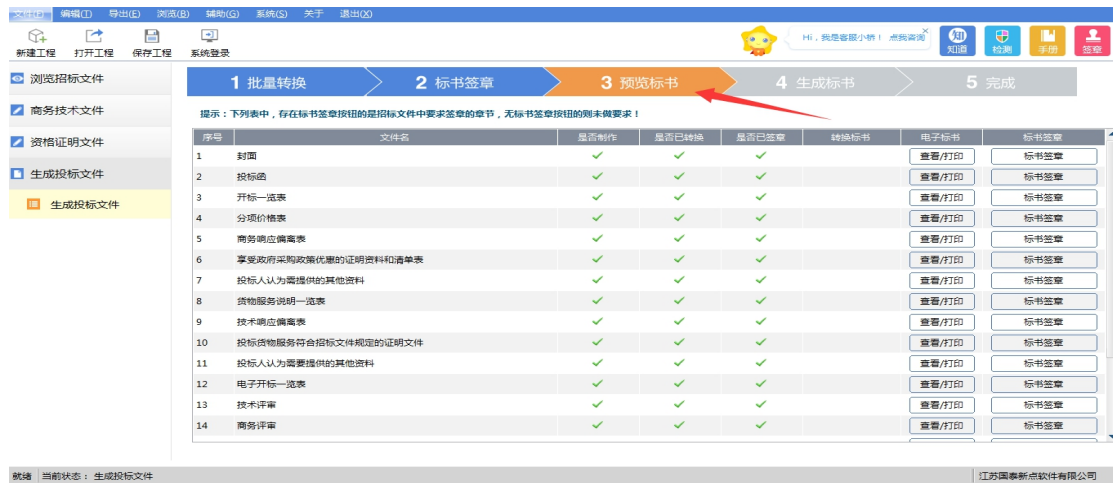 文件(F) 编辑(T) 导出(E) 浏览(B) 辅助(G) 系统(S) 关于 退出(X)
新建工程 打开工程 保存工程 系统登录
Hi，我是客服小桥！ 点我咨询
知 知道 检测 手册 签章
浏览招标文件
商务技术文件
资格证明文件
生成投标文件
生成投标文件
1 批量转换 2 标书签章 3 预览标书 4 生成标书 5 完成
提示：下列表中，存在标书签章按钮的是招标文件中要求签章的章节，无标书签章按钮的则未做要求！
序号 文件名 是否制作 是否已转换 是否已签章 转换标书 电子标书 标书签章
1 封面 查看/打印 标书签章
2 投标函 查看/打印 标书签章
3 开标一览表 查看/打印 标书签章
4 分项价格表 查看/打印 标书签章
5 商务响应偏离表 查看/打印 标书签章
6 享受政府采购政策优惠的证明资料和清单表 查看/打印 标书签章
7 投标人认为需提供的其他资料 查看/打印 标书签章
8 货物服务说明一览表 查看/打印 标书签章
9 技术响应偏离表 查看/打印 标书签章
10 投标货物服务符合招标文件规定的证明文件 查看/打印 标书签章
11 投标人认为需要提供的其他资料 查看/打印 标书签章
12 电子开标一览表 查看/打印 标书签章
13 技术评审 查看/打印 标书签章
14 商务评审 查看/打印 标书签章
就绪 当前状态：生成投标文件 江苏国泰新点软件有限公司